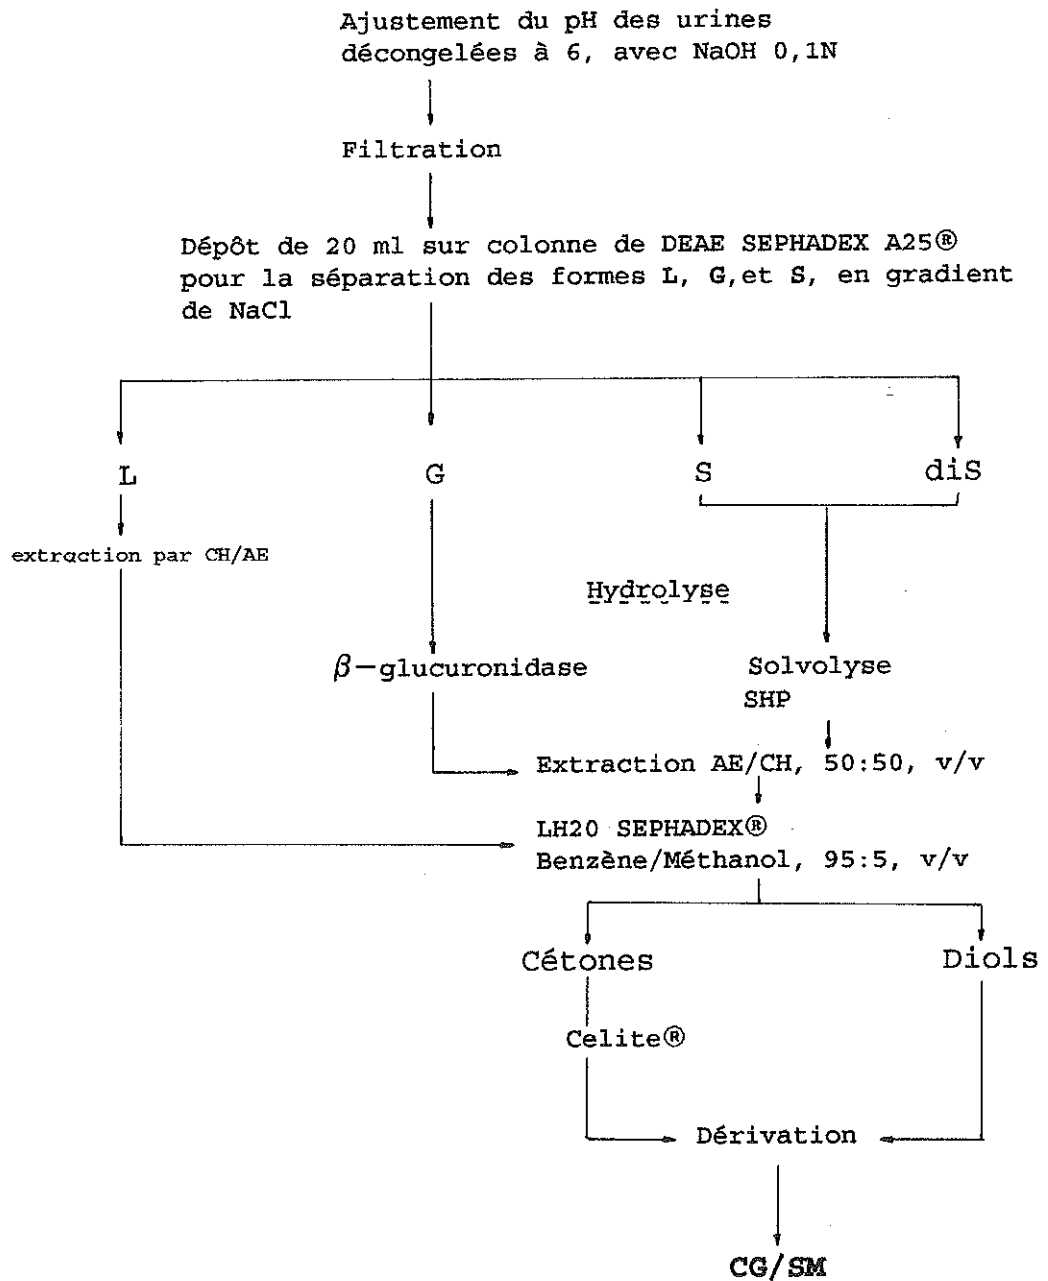 Ajustement du pH des urines
décongelées à 6, avec NaOH 0,1N
Filtration
Dépôt de 20 ml sur colonne de DEAE SEPHADEX A25®
pour la séparation des formes L, G,et S, en gradient
de NaCl
L
G
S
diS
extraction par CH/AE
Hydrolyse
β-glucuronidase
Solvolyse
SHP
Extraction AE/CH, 50:50, v/v
LH20 SEPHADEX®
Benzène/Méthanol, 95:5, v/v
Cétones
Diols
Celite®
Dérivation
CG/SM